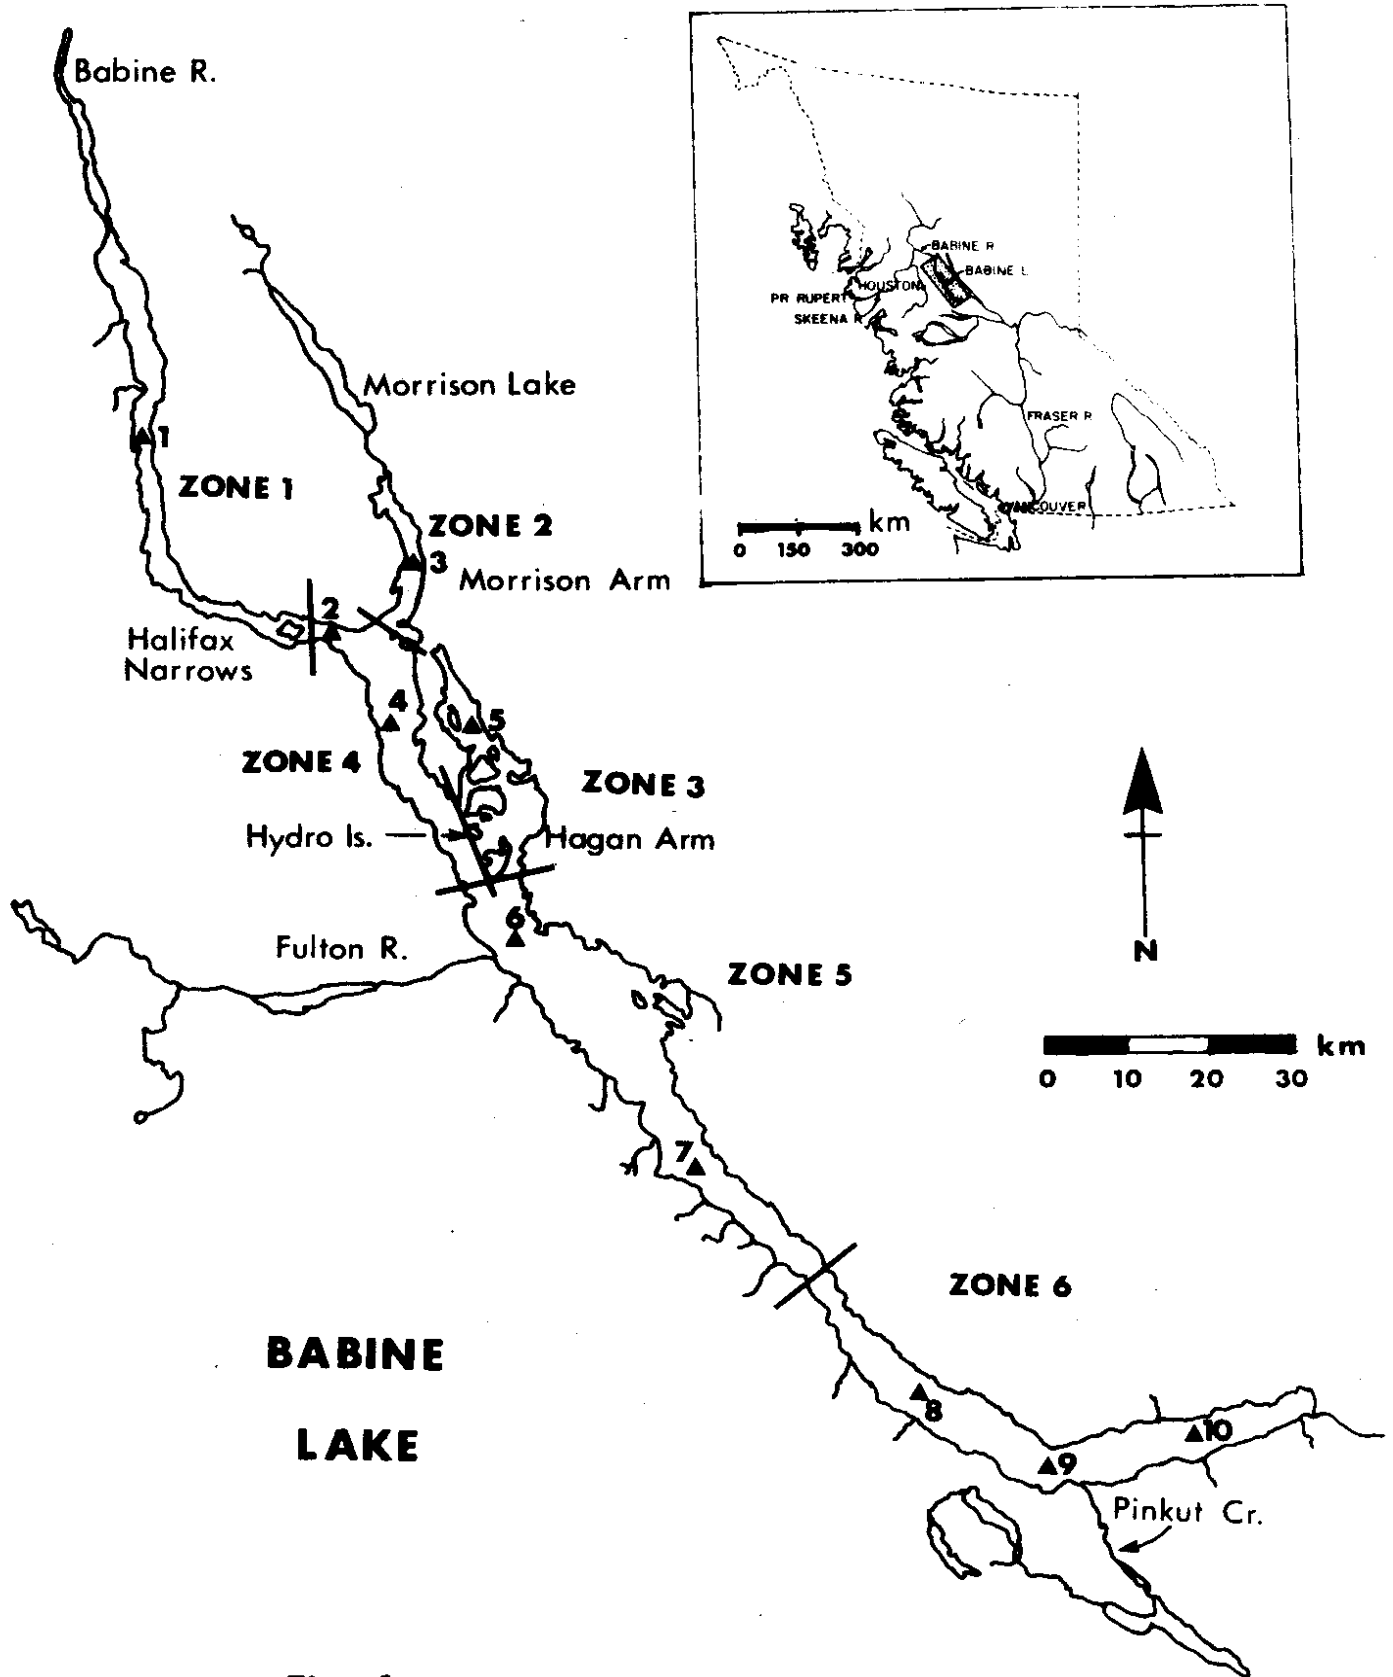 Babine R.
BABINE R
BABINE L
HOUSTON
PR RUPERT
SKEENA R
FRASER R
VANCOUVER
km
0 150 300
Morrison Lake
1
ZONE 1
ZONE 2
3
Morrison Arm
2
Halifax
Narrows
4
5
ZONE 4
ZONE 3
Hydro Is.
Hagan Arm
6
Fulton R.
ZONE 5
N
km
0 10 20 30
7
ZONE 6
BABINE
LAKE
8
10
9
Pinkut Cr.